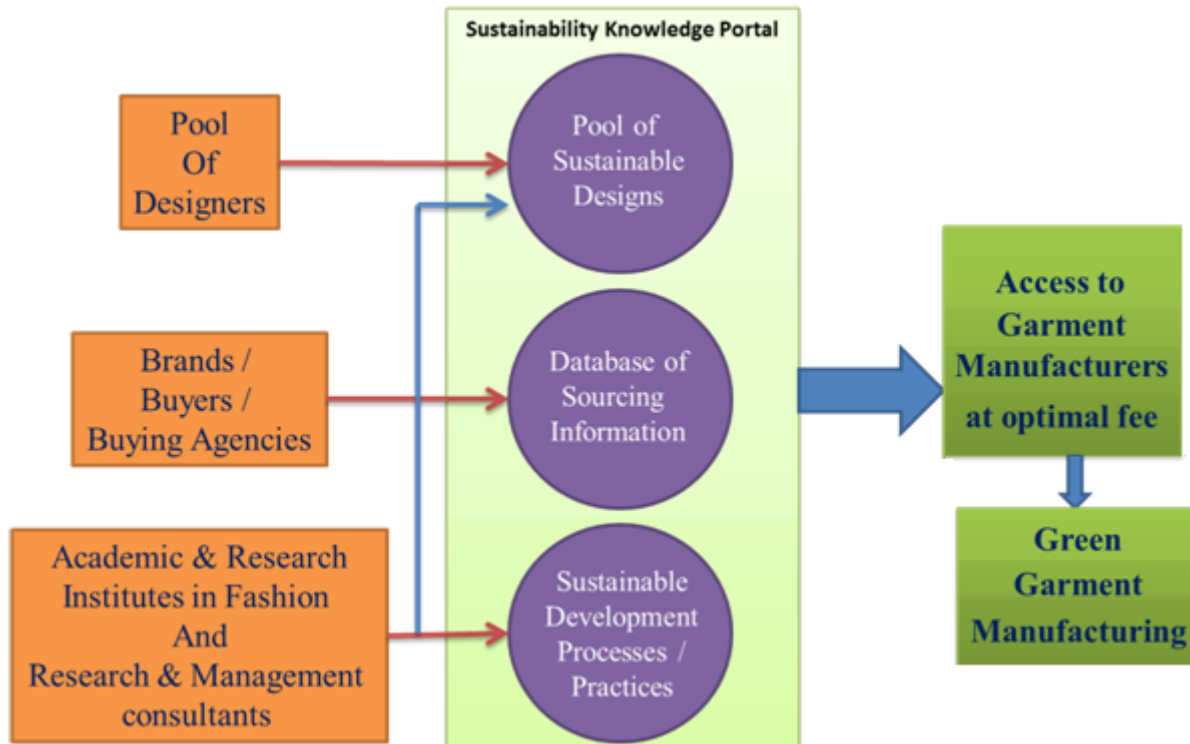 Sustainability Knowledge Portal
Pool
Of
Designers
Pool of
Sustainable
Designs
Brands /
Buyers /
Buying Agencies
Database of
Sourcing
Information
Academic & Research
Institutes in Fashion
And
Research & Management
consultants
Sustainable
Development
Processes /
Practices
Access to
Garment
Manufacturers
at optimal fee
Green
Garment
Manufacturing